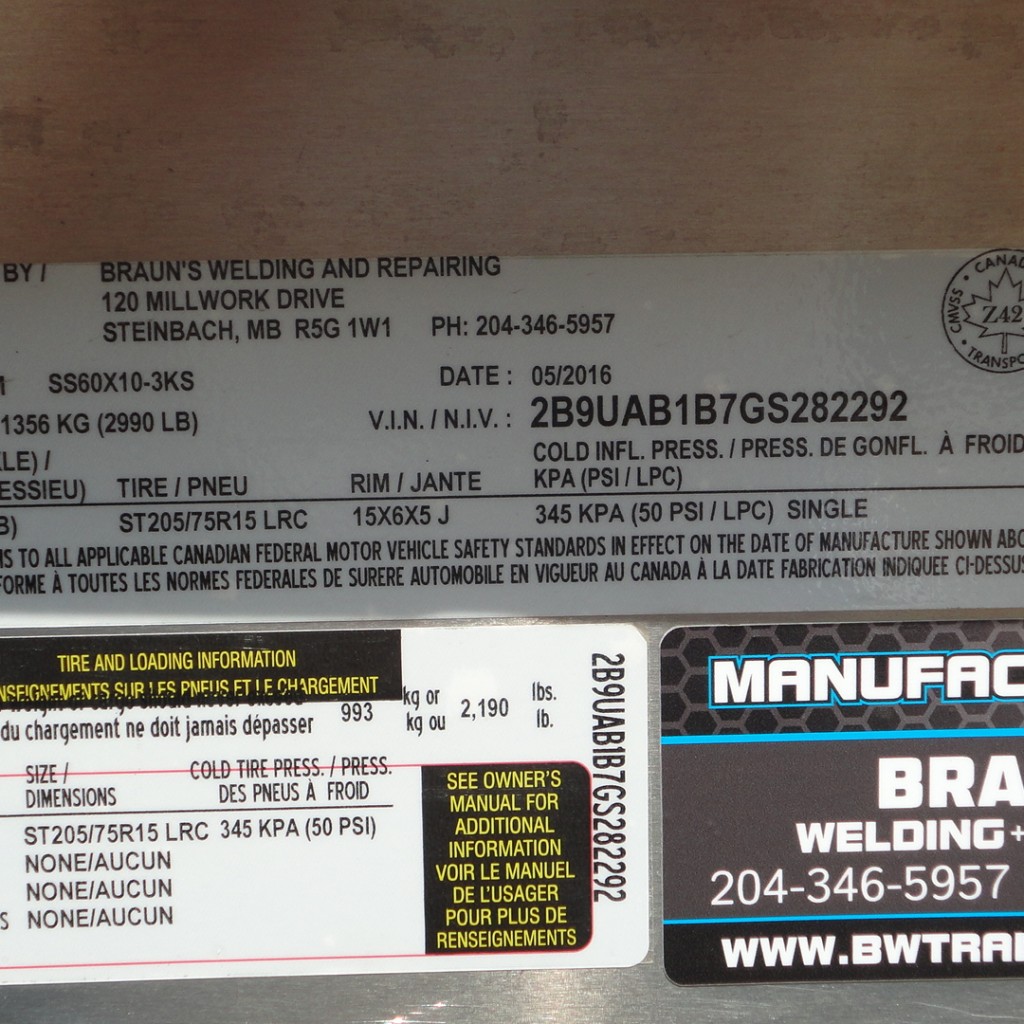 BY / BRAUN'S WELDING AND REPAIRING
120 MILLWORK DRIVE
STEINBACH, MB R5G 1W1 PH: 204-346-5957
SS60X10-3KS DATE : 05/2016
1356 KG (2990 LB) V.I.N. / N.I.V. : 2B9UAB1B7GS282292
KLE) / COLD INFL. PRESS. / PRESS. DE GONFL. À FROID
ESSIEU) TIRE / PNEU RIM / JANTE KPA (PSI / LPC)
B) ST205/75R15 LRC 15X6X5 J 345 KPA (50 PSI / LPC) SINGLE
MS TO ALL APPLICABLE CANADIAN FEDERAL MOTOR VEHICLE SAFETY STANDARDS IN EFFECT ON THE DATE OF MANUFACTURE SHOWN ABO
FORME À TOUTES LES NORMES FEDERALES DE SURERE AUTOMOBILE EN VIGUEUR AU CANADA À LA DATE FABRICATION INDIQUEE CI-DESSUS
CANAD
CMVSS
Z42
TRANSPO
TIRE AND LOADING INFORMATION
NSEIGNEMENTS SUR LES PNEUS ET LE CHARGEMENT
kg or lbs.
du chargement ne doit jamais dépasser 993 kg ou 2,190 lb.
SIZE / COLD TIRE PRESS. / PRESS.
DIMENSIONS DES PNEUS À FROID
ST205/75R15 LRC 345 KPA (50 PSI)
NONE/AUCUN
NONE/AUCUN
S NONE/AUCUN
SEE OWNER'S
MANUAL FOR
ADDITIONAL
INFORMATION
VOIR LE MANUEL
DE L'USAGER
POUR PLUS DE
RENSEIGNEMENTS
2B9UAB1B7GS282292
MANUFAC
BRA
WELDING+
204-346-5957
WWW.BWTRAI